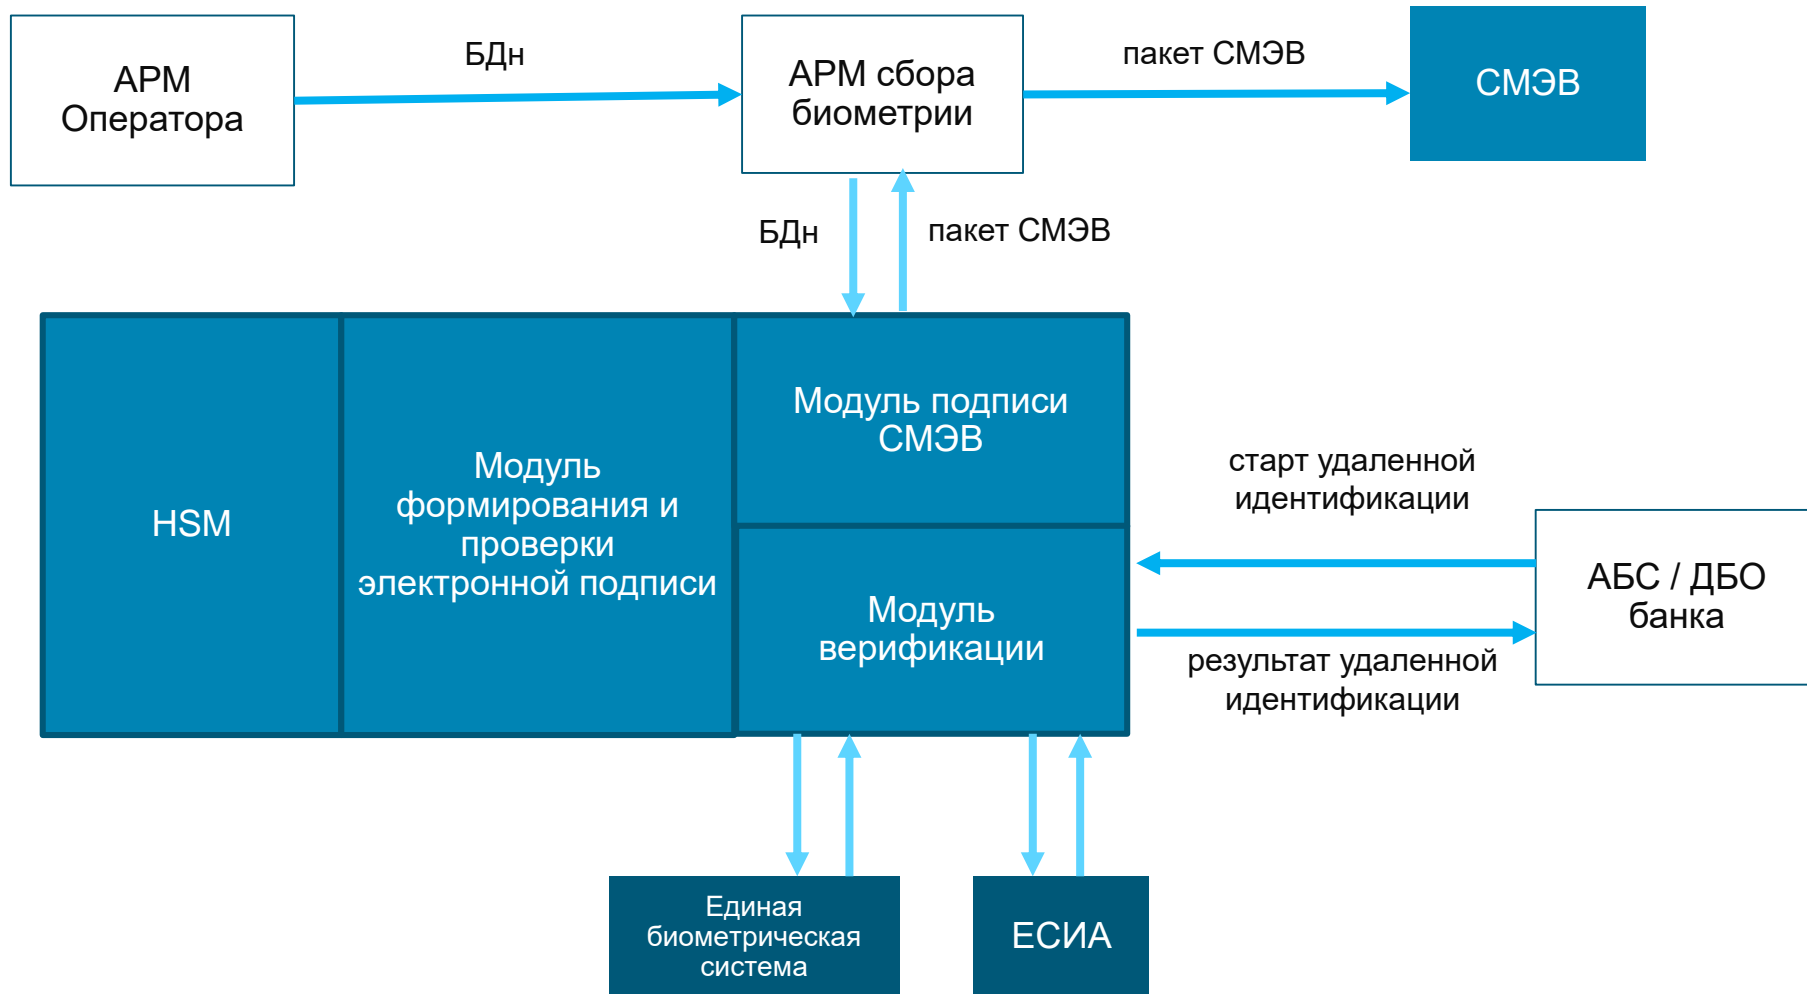 АРМ
Оператора
БДн
АРМ сбора
биометрии
пакет СМЭВ
СМЭВ
БДн
пакет СМЭВ
HSM
Модуль
формирования и
проверки
электронной подписи
Модуль подписи
СМЭВ
Модуль
верификации
старт удаленной
идентификации
АБС / ДБО
банка
результат удаленной
идентификации
Единая
биометрическая
система
ЕСИА